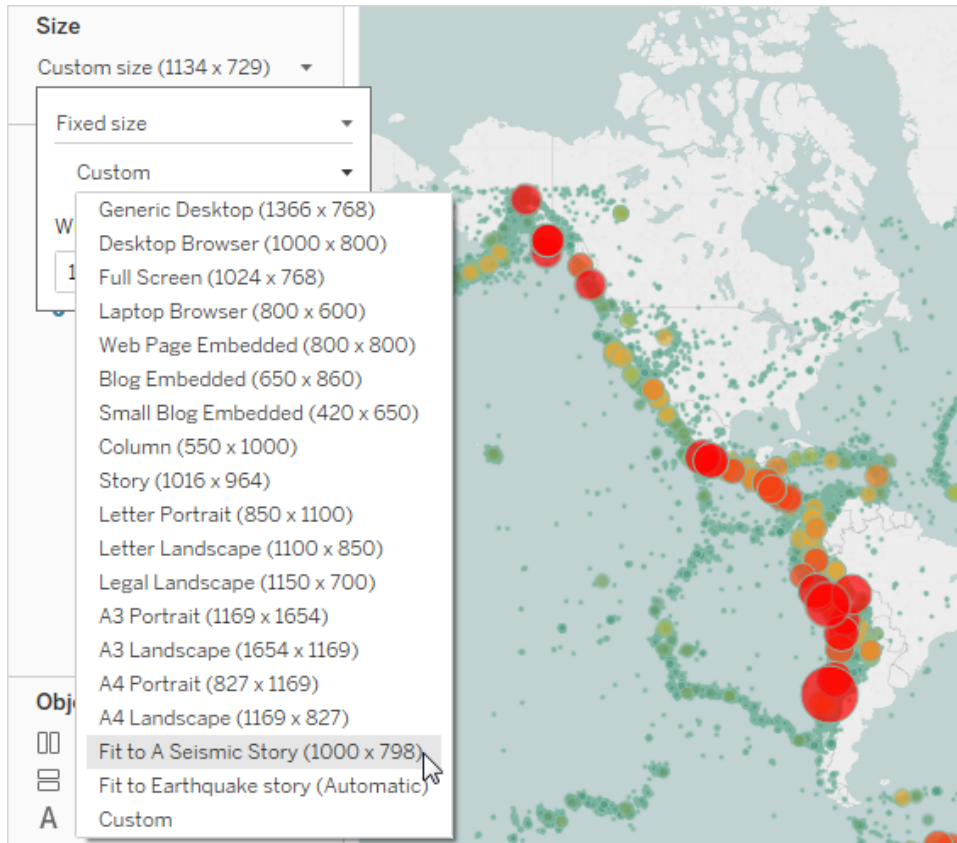 Size
Custom size (1134 x 729)
Fixed size
Custom
Generic Desktop (1366 x 768)
Desktop Browser (1000 x 800)
Full Screen (1024 x 768)
Laptop Browser (800 x 600)
Web Page Embedded (800 x 800)
Blog Embedded (650 x 860)
Small Blog Embedded (420 x 650)
Column (550 x 1000)
Story (1016 x 964)
Letter Portrait (850 x 1100)
Letter Landscape (1100 x 850)
Legal Landscape (1150 x 700)
A3 Portrait (1169 x 1654)
A3 Landscape (1654 x 1169)
A4 Portrait (827 x 1169)
A4 Landscape (1169 x 827)
Fit to A Seismic Story (1000 x 798)
Fit to Earthquake story (Automatic)
Custom
A